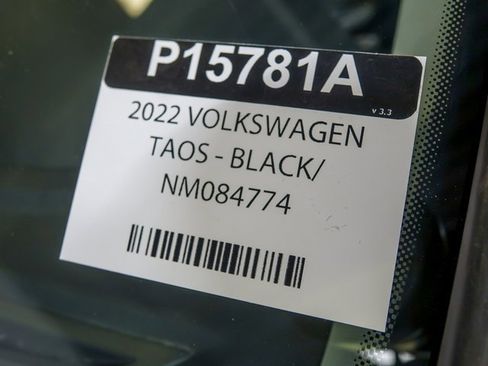 P15781A
v 3.3
2022 VOLKSWAGEN
TAOS - BLACK/
NM084774